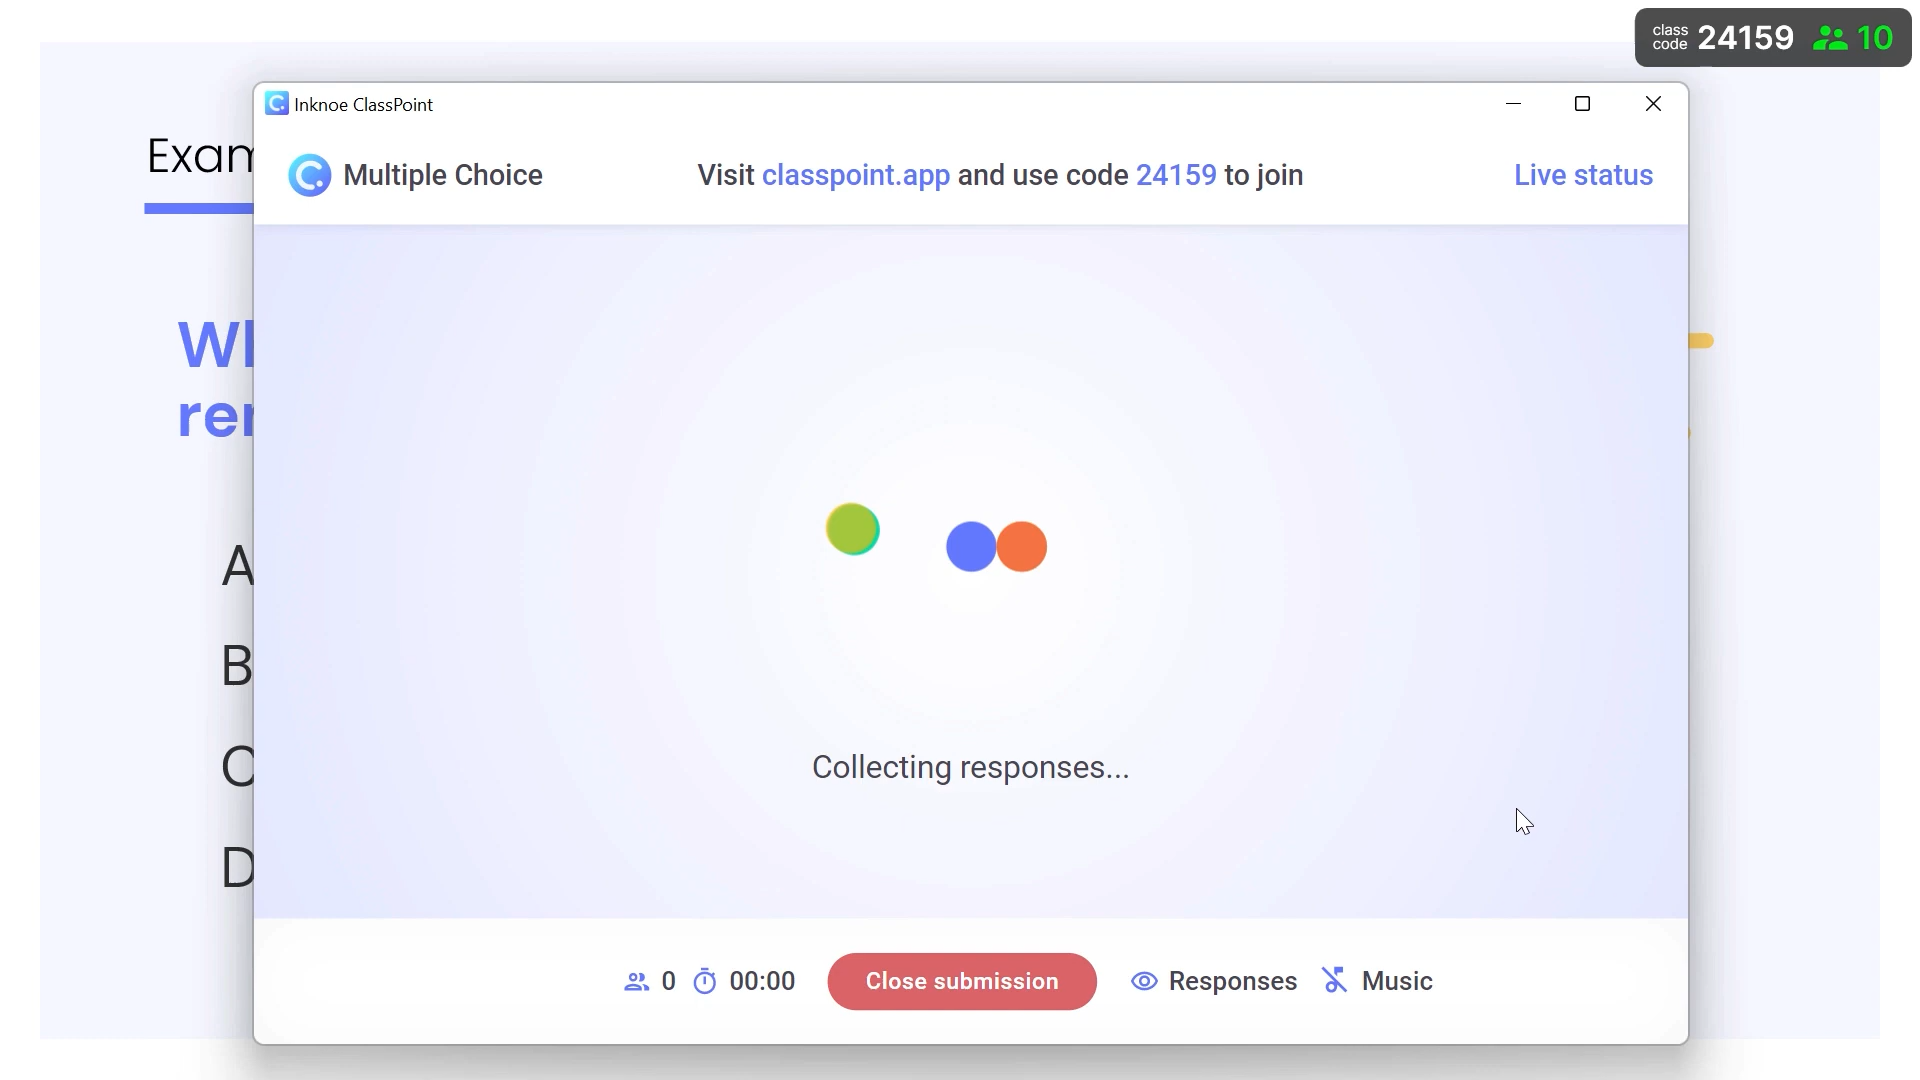 class code 24159 10
Inknoe ClassPoint
Multiple Choice
Visit classpoint.app and use code 24159 to join
Live status
Exam
A
B
C
D
Collecting responses...
0 00:00
Close submission
Responses
Music